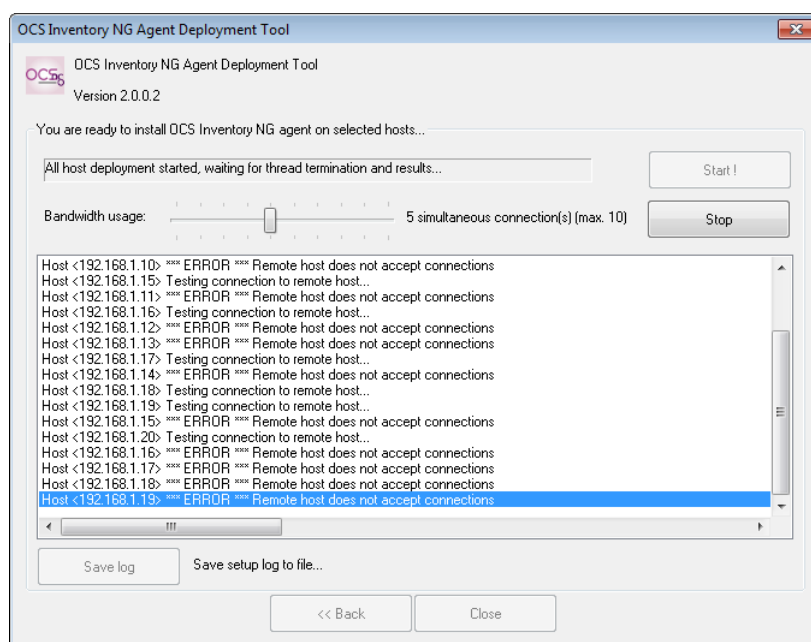 OCS Inventory NG Agent Deployment Tool
OCS Inventory NG Agent Deployment Tool
Version 2.0.0.2
You are ready to install OCS Inventory NG agent on selected hosts...
All host deployment started, waiting for thread termination and results...
Start !
Bandwidth usage:
5 simultaneous connection(s) (max. 10)
Stop
Host <192.168.1.10> *** ERROR *** Remote host does not accept connections
Host <192.168.1.15> Testing connection to remote host...
Host <192.168.1.11> *** ERROR *** Remote host does not accept connections
Host <192.168.1.16> Testing connection to remote host...
Host <192.168.1.12> *** ERROR *** Remote host does not accept connections
Host <192.168.1.13> *** ERROR *** Remote host does not accept connections
Host <192.168.1.17> Testing connection to remote host...
Host <192.168.1.14> *** ERROR *** Remote host does not accept connections
Host <192.168.1.18> Testing connection to remote host...
Host <192.168.1.19> Testing connection to remote host...
Host <192.168.1.15> *** ERROR *** Remote host does not accept connections
Host <192.168.1.20> Testing connection to remote host...
Host <192.168.1.16> *** ERROR *** Remote host does not accept connections
Host <192.168.1.17> *** ERROR *** Remote host does not accept connections
Host <192.168.1.18> *** ERROR *** Remote host does not accept connections
Host <192.168.1.19> *** ERROR *** Remote host does not accept connections
Save log
Save setup log to file...
<< Back
Close